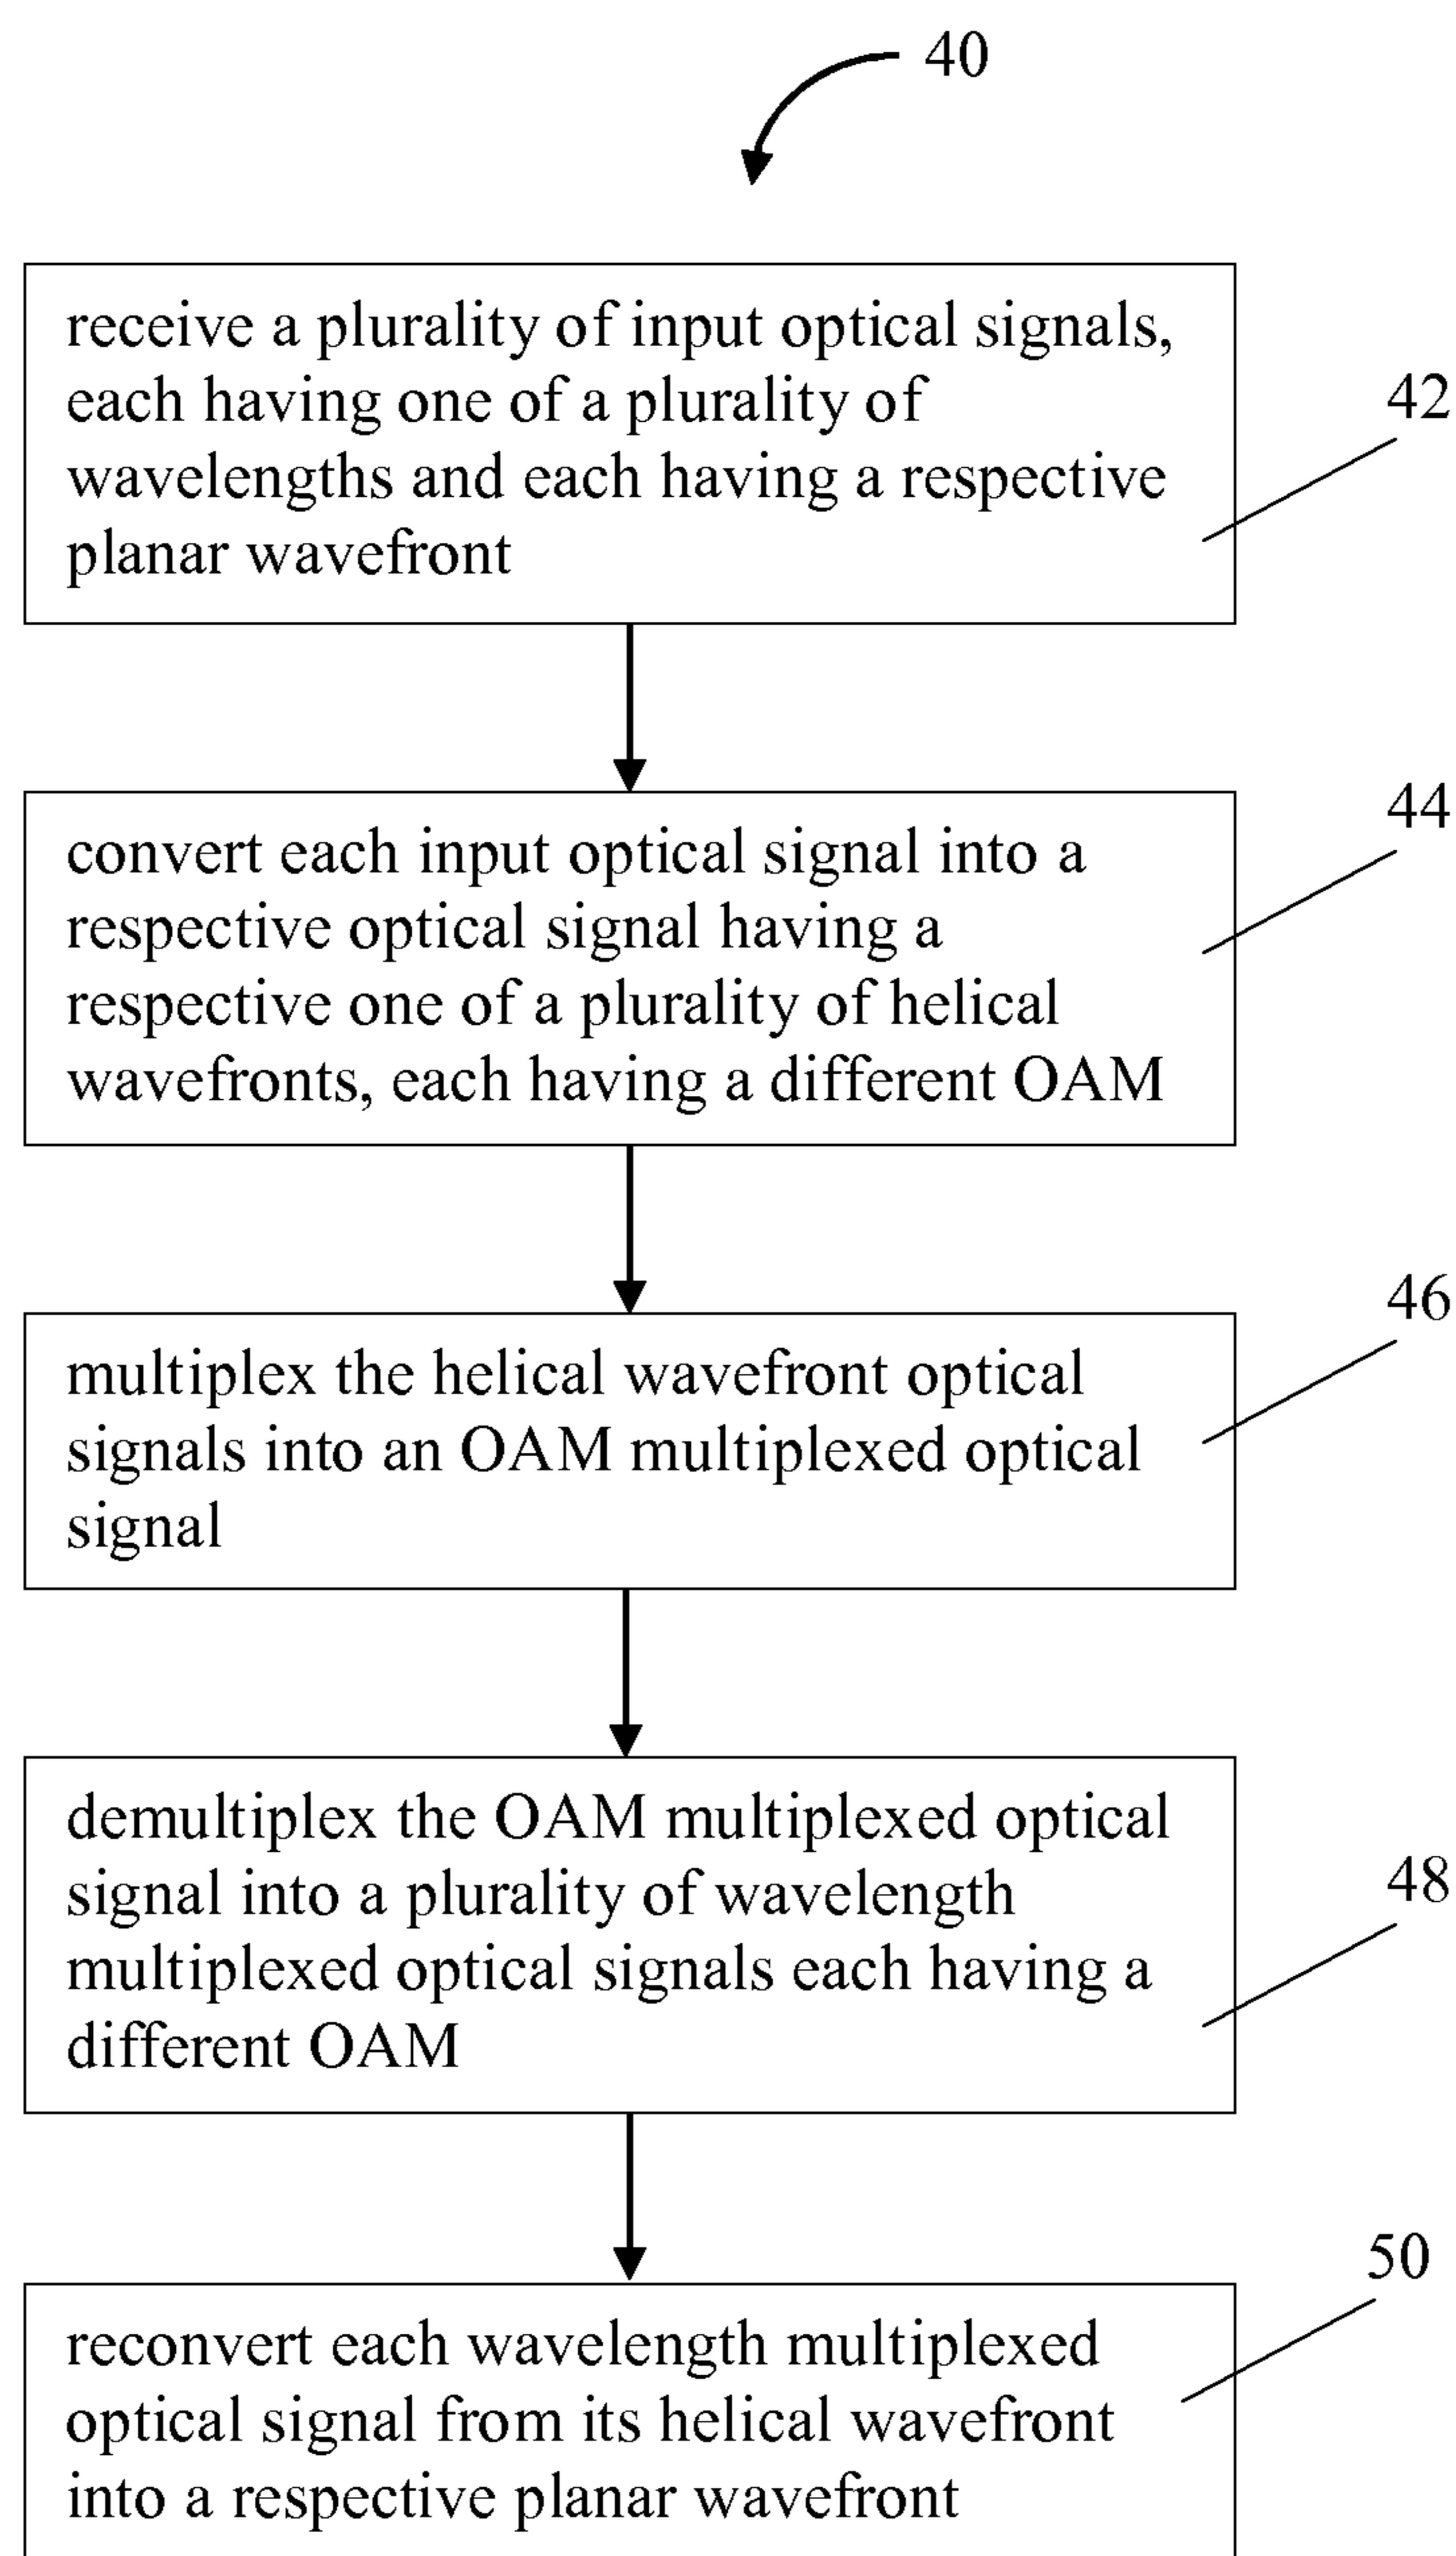 40
receive a plurality of input optical signals,
each having one of a plurality of
wavelengths and each having a respective
planar wavefront
42
convert each input optical signal into a
respective optical signal having a
respective one of a plurality of helical
wavefronts, each having a different OAM
44
multiplex the helical wavefront optical
signals into an OAM multiplexed optical
signal
46
demultiplex the OAM multiplexed optical
signal into a plurality of wavelength
multiplexed optical signals each having a
different OAM
48
reconvert each wavelength multiplexed
optical signal from its helical wavefront
into a respective planar wavefront
50